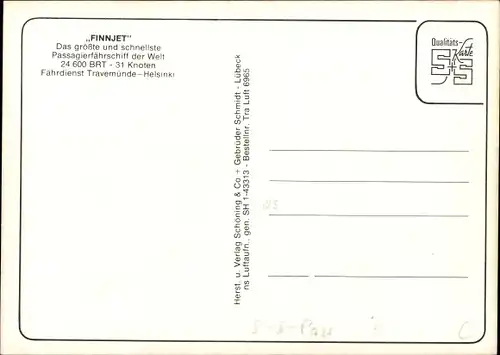 „FINNJET"
Das größte und schnellste
Passagierfährschiff der Welt
24 600 BRT - 31 Knoten
Fährdienst Travemünde–Helsinki
Qualitäts-
Karte
S+S
Herst. u. Verlag Schöning & Co + Gebrüder Schmidt - Lübeck
ns Luftaufn., gen. SH 1-43313 - Bestellnr. Tra Luft 6965